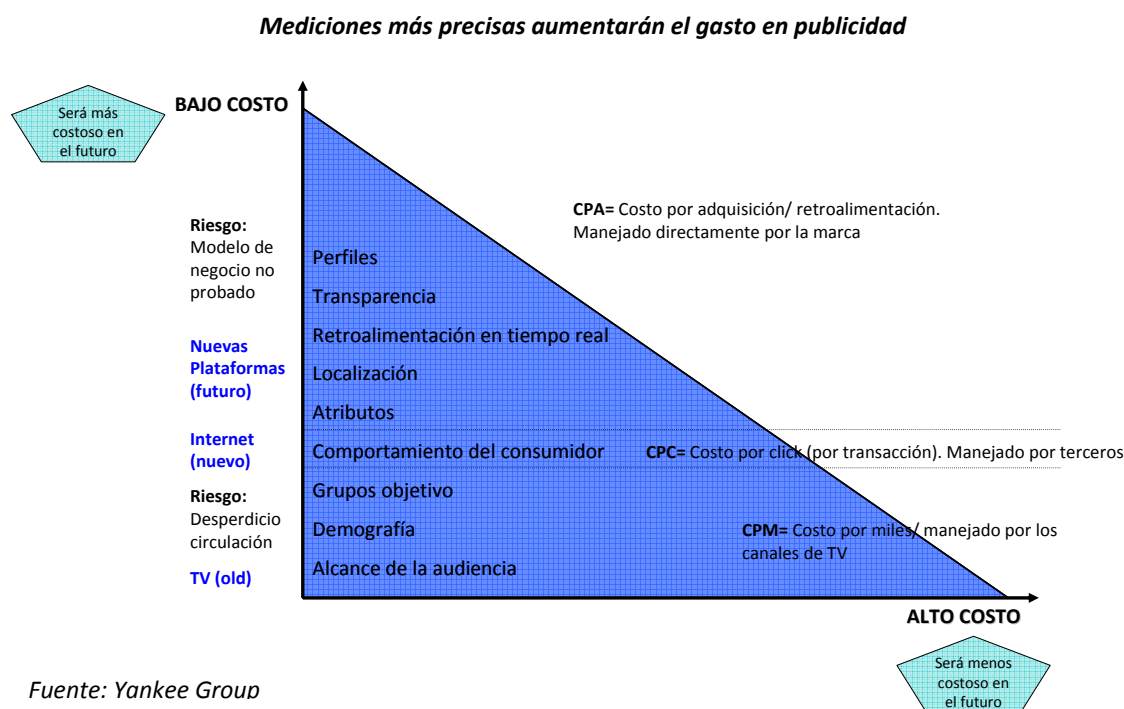 Mediciones más precisas aumentarán el gasto en publicidad
Será más
costoso en
el futuro
BAJO COSTO
CPA= Costo por adquisición/ retroalimentación.
Manejado directamente por la marca
Riesgo:
Modelo de
negocio no
probado
Perfiles
Transparencia
Retroalimentación en tiempo real
Nuevas
Plataformas
(futuro)
Localización
Atributos
Internet
(nuevo)
Comportamiento del consumidor
CPC= Costo por click (por transacción). Manejado por terceros
Riesgo:
Desperdicio
circulación
Grupos objetivo
Demografía
CPM= Costo por miles/ manejado por los
canales de TV
TV (old)
Alcance de la audiencia
ALTO COSTO
Será menos
costoso en
el futuro
Fuente: Yankee Group